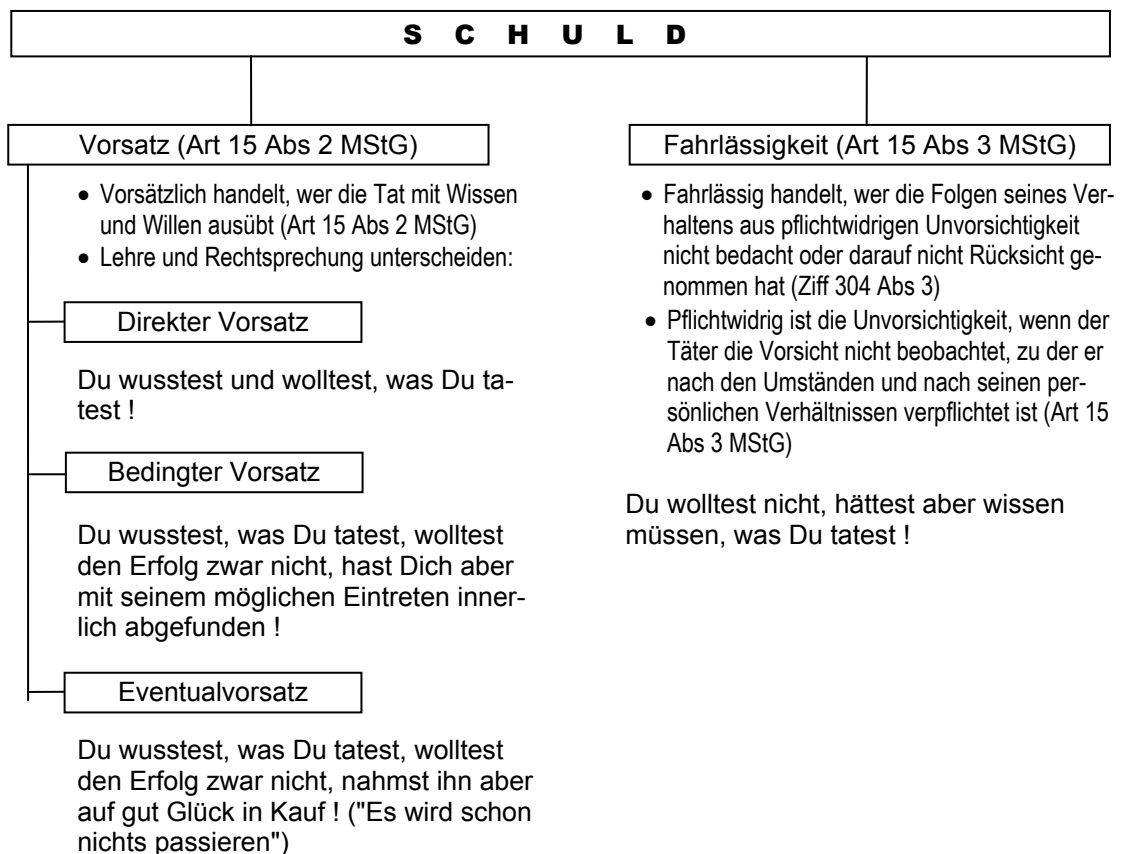 S C H U L D
Vorsatz (Art 15 Abs 2 MStG)
• Vorsätzlich handelt, wer die Tat mit Wissen
und Willen ausübt (Art 15 Abs 2 MStG)
• Lehre und Rechtsprechung unterscheiden:
Direkter Vorsatz
Du wusstest und wolltest, was Du ta-
test !
Bedingter Vorsatz
Du wusstest, was Du tatest, wolltest
den Erfolg zwar nicht, hast Dich aber
mit seinem möglichen Eintreten inner-
lich abgefunden !
Eventualvorsatz
Du wusstest, was Du tatest, wolltest
den Erfolg zwar nicht, nahmst ihn aber
auf gut Glück in Kauf ! ("Es wird schon
nichts passieren")
Fahrlässigkeit (Art 15 Abs 3 MStG)
• Fahrlässig handelt, wer die Folgen seines Ver-
haltens aus pflichtwidrigen Unvorsichtigkeit
nicht bedacht oder darauf nicht Rücksicht ge-
nommen hat (Ziff 304 Abs 3)
• Pflichtwidrig ist die Unvorsichtigkeit, wenn der
Täter die Vorsicht nicht beobachtet, zu der er
nach den Umständen und nach seinen per-
sönlichen Verhältnissen verpflichtet ist (Art 15
Abs 3 MStG)
Du wolltest nicht, hättest aber wissen
müssen, was Du tatest !